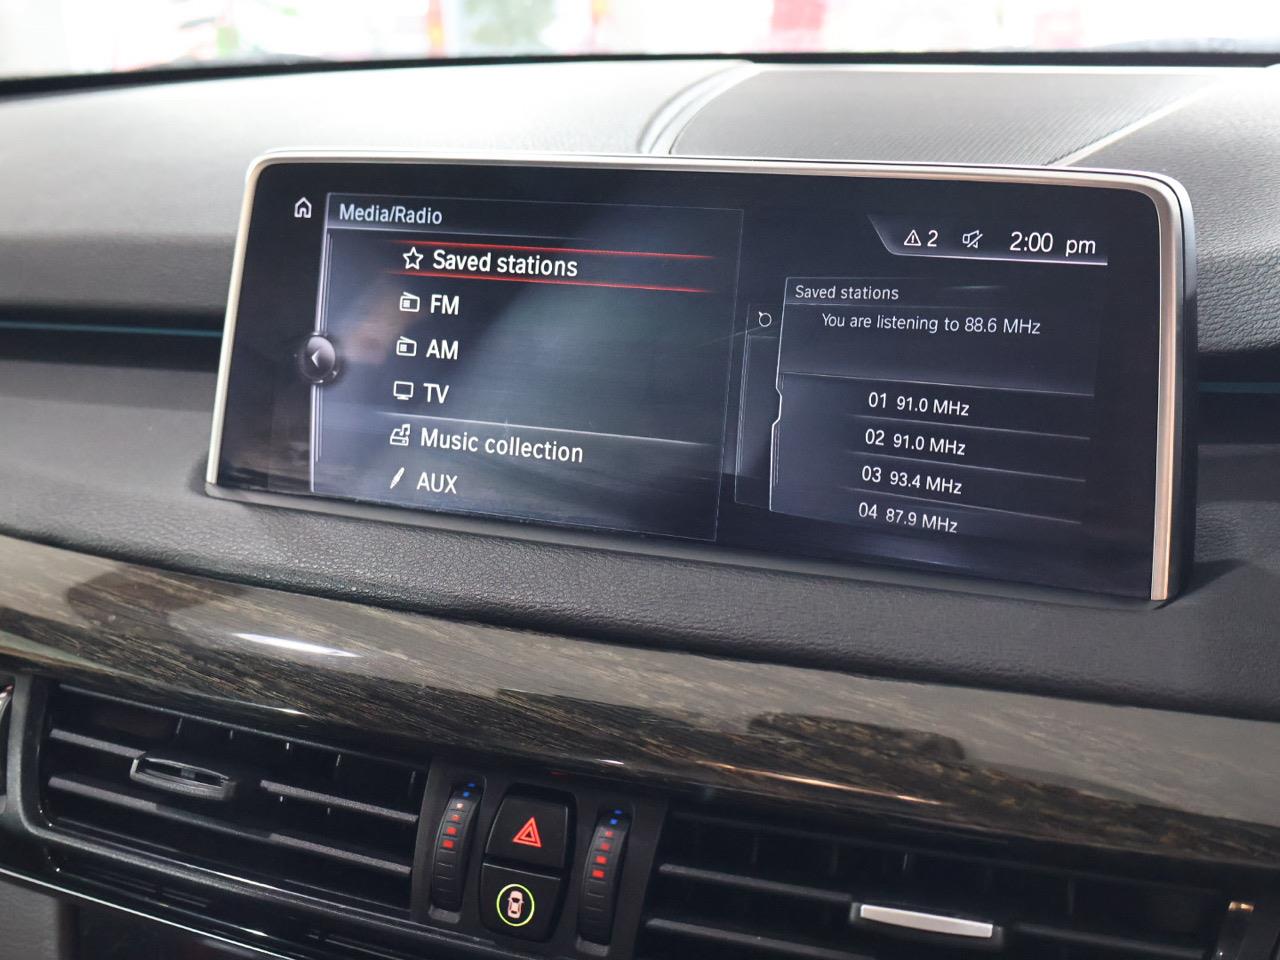 Media/Radio
Saved stations
FM
AM
TV
Music collection
AUX
2 2:00 pm
Saved stations
You are listening to 88.6 MHz
01 91.0 MHz
02 91.0 MHz
03 93.4 MHz
04 87.9 MHz